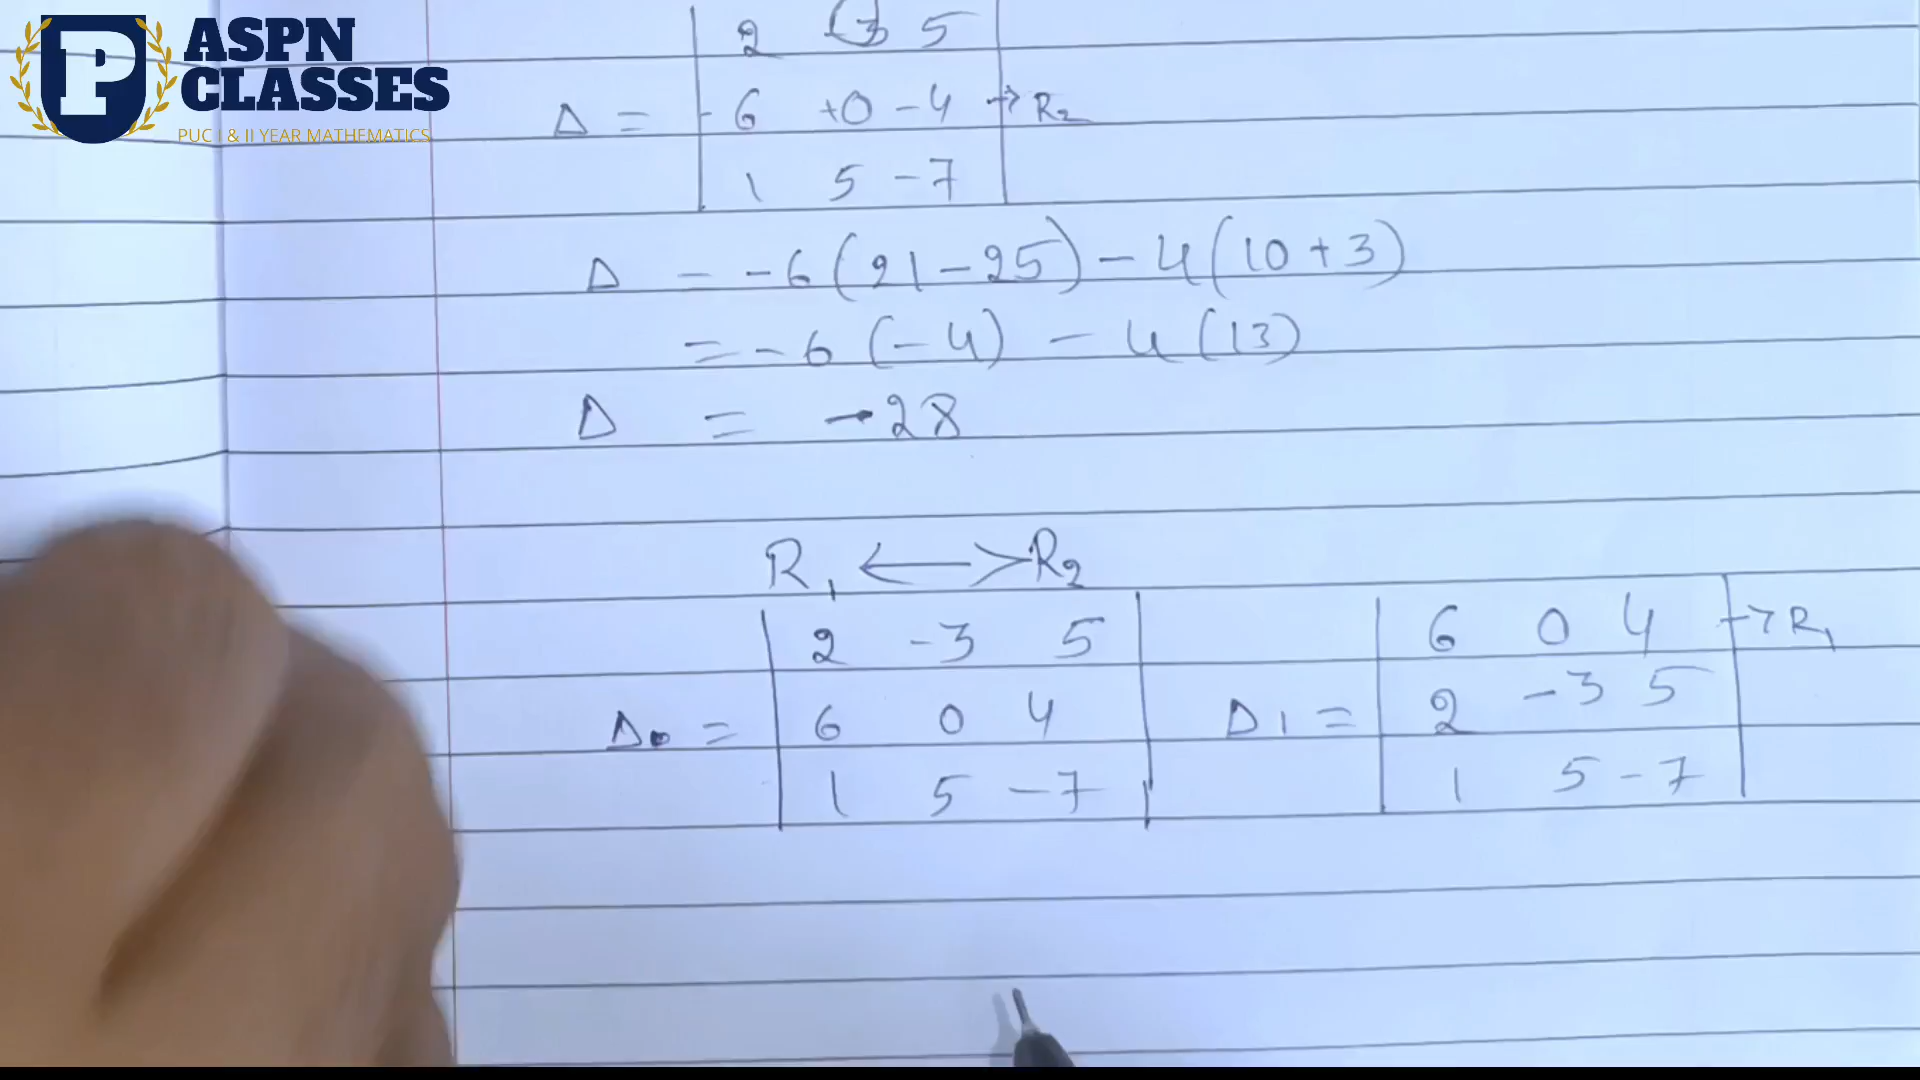 ASPN
CLASSES
PUC I & II YEAR MATHEMATICS
2 (3 5
Δ = - 6 +0 - 4 → R₂
1 5 - 7
Δ = - 6 (21 - 25) - 4 (10 + 3)
= - 6 (- 4) - 4 (13)
Δ = - 28
R₁ ⟷ R₂
2 -3 5
Δ = 6 0 4
1 5 - 7
6 0 4 → R₁
Δ₁ = 2 - 3 5
1 5 - 7